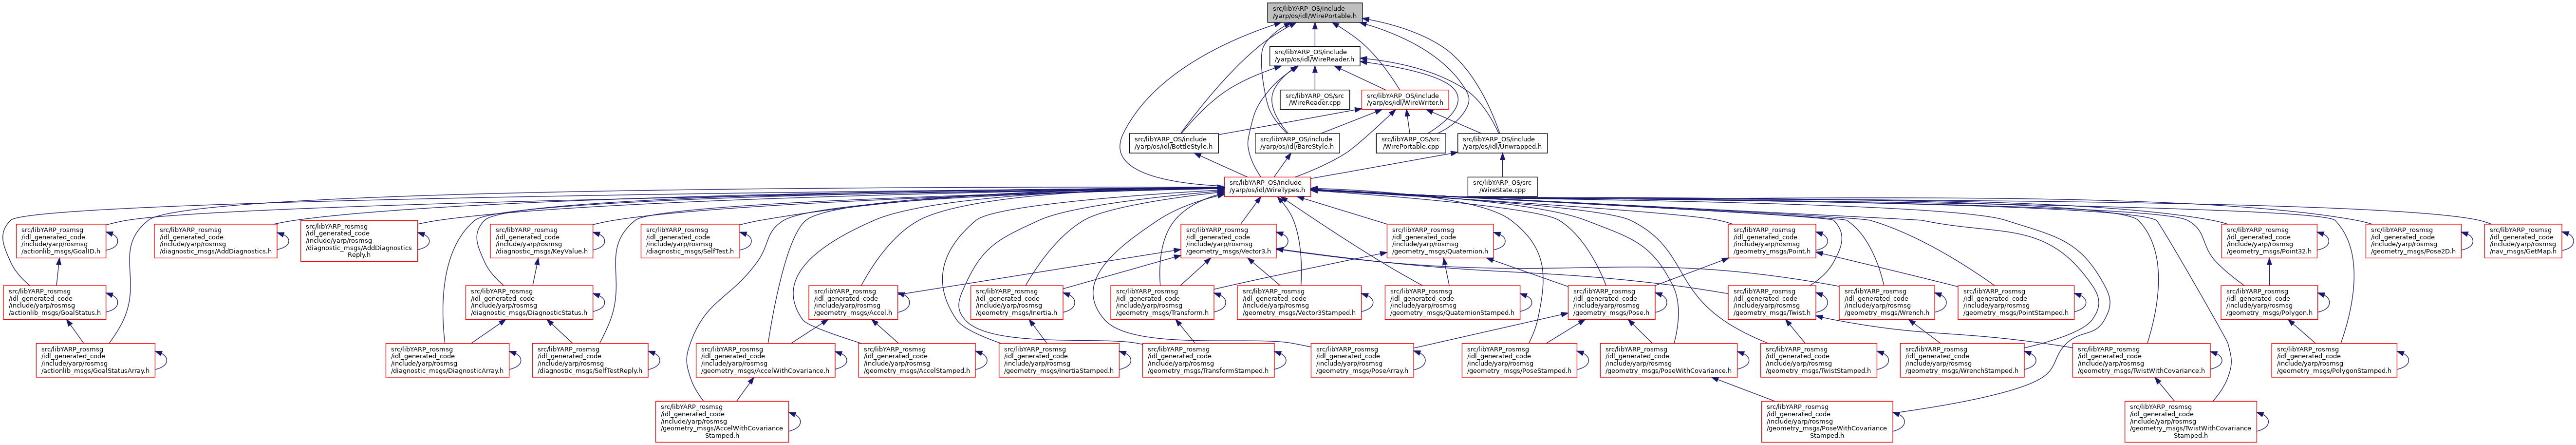 src/libYARP_OS/include
/yarp/os/idl/WirePortable.h
src/libYARP_OS/include
/yarp/os/idl/WireReader.h
src/libYARP_OS/src
/WireReader.cpp
src/libYARP_OS/include
/yarp/os/idl/WireWriter.h
src/libYARP_OS/include
/yarp/os/idl/BottleStyle.h
src/libYARP_OS/include
/yarp/os/idl/BareStyle.h
src/libYARP_OS/src
/WirePortable.cpp
src/libYARP_OS/include
/yarp/os/idl/Unwrapped.h
src/libYARP_OS/include
/yarp/os/idl/WireTypes.h
src/libYARP_OS/src
/WireState.cpp
src/libYARP_rosmsg
/idl_generated_code
/include/yarp/rosmsg
/actionlib_msgs/GoalID.h
src/libYARP_rosmsg
/idl_generated_code
/include/yarp/rosmsg
/diagnostic_msgs/AddDiagnostics.h
src/libYARP_rosmsg
/idl_generated_code
/include/yarp/rosmsg
/diagnostic_msgs/AddDiagnostics
Reply.h
src/libYARP_rosmsg
/idl_generated_code
/include/yarp/rosmsg
/diagnostic_msgs/KeyValue.h
src/libYARP_rosmsg
/idl_generated_code
/include/yarp/rosmsg
/diagnostic_msgs/SelfTest.h
src/libYARP_rosmsg
/idl_generated_code
/include/yarp/rosmsg
/geometry_msgs/Vector3.h
src/libYARP_rosmsg
/idl_generated_code
/include/yarp/rosmsg
/geometry_msgs/Quaternion.h
src/libYARP_rosmsg
/idl_generated_code
/include/yarp/rosmsg
/geometry_msgs/Point.h
src/libYARP_rosmsg
/idl_generated_code
/include/yarp/rosmsg
/geometry_msgs/Point32.h
src/libYARP_rosmsg
/idl_generated_code
/include/yarp/rosmsg
/geometry_msgs/Pose2D.h
src/libYARP_rosmsg
/idl_generated_code
/include/yarp/rosmsg
/nav_msgs/GetMap.h
src/libYARP_rosmsg
/idl_generated_code
/include/yarp/rosmsg
/actionlib_msgs/GoalStatus.h
src/libYARP_rosmsg
/idl_generated_code
/include/yarp/rosmsg
/diagnostic_msgs/DiagnosticStatus.h
src/libYARP_rosmsg
/idl_generated_code
/include/yarp/rosmsg
/geometry_msgs/Accel.h
src/libYARP_rosmsg
/idl_generated_code
/include/yarp/rosmsg
/geometry_msgs/Inertia.h
src/libYARP_rosmsg
/idl_generated_code
/include/yarp/rosmsg
/geometry_msgs/Transform.h
src/libYARP_rosmsg
/idl_generated_code
/include/yarp/rosmsg
/geometry_msgs/Vector3Stamped.h
src/libYARP_rosmsg
/idl_generated_code
/include/yarp/rosmsg
/geometry_msgs/QuaternionStamped.h
src/libYARP_rosmsg
/idl_generated_code
/include/yarp/rosmsg
/geometry_msgs/Pose.h
src/libYARP_rosmsg
/idl_generated_code
/include/yarp/rosmsg
/geometry_msgs/Twist.h
src/libYARP_rosmsg
/idl_generated_code
/include/yarp/rosmsg
/geometry_msgs/Wrench.h
src/libYARP_rosmsg
/idl_generated_code
/include/yarp/rosmsg
/geometry_msgs/PointStamped.h
src/libYARP_rosmsg
/idl_generated_code
/include/yarp/rosmsg
/geometry_msgs/Polygon.h
src/libYARP_rosmsg
/idl_generated_code
/include/yarp/rosmsg
/actionlib_msgs/GoalStatusArray.h
src/libYARP_rosmsg
/idl_generated_code
/include/yarp/rosmsg
/diagnostic_msgs/DiagnosticArray.h
src/libYARP_rosmsg
/idl_generated_code
/include/yarp/rosmsg
/diagnostic_msgs/SelfTestReply.h
src/libYARP_rosmsg
/idl_generated_code
/include/yarp/rosmsg
/geometry_msgs/AccelWithCovariance.h
src/libYARP_rosmsg
/idl_generated_code
/include/yarp/rosmsg
/geometry_msgs/AccelStamped.h
src/libYARP_rosmsg
/idl_generated_code
/include/yarp/rosmsg
/geometry_msgs/InertiaStamped.h
src/libYARP_rosmsg
/idl_generated_code
/include/yarp/rosmsg
/geometry_msgs/TransformStamped.h
src/libYARP_rosmsg
/idl_generated_code
/include/yarp/rosmsg
/geometry_msgs/PoseArray.h
src/libYARP_rosmsg
/idl_generated_code
/include/yarp/rosmsg
/geometry_msgs/PoseStamped.h
src/libYARP_rosmsg
/idl_generated_code
/include/yarp/rosmsg
/geometry_msgs/PoseWithCovariance.h
src/libYARP_rosmsg
/idl_generated_code
/include/yarp/rosmsg
/geometry_msgs/TwistStamped.h
src/libYARP_rosmsg
/idl_generated_code
/include/yarp/rosmsg
/geometry_msgs/WrenchStamped.h
src/libYARP_rosmsg
/idl_generated_code
/include/yarp/rosmsg
/geometry_msgs/TwistWithCovariance.h
src/libYARP_rosmsg
/idl_generated_code
/include/yarp/rosmsg
/geometry_msgs/PolygonStamped.h
src/libYARP_rosmsg
/idl_generated_code
/include/yarp/rosmsg
/geometry_msgs/AccelWithCovariance
Stamped.h
src/libYARP_rosmsg
/idl_generated_code
/include/yarp/rosmsg
/geometry_msgs/PoseWithCovariance
Stamped.h
src/libYARP_rosmsg
/idl_generated_code
/include/yarp/rosmsg
/geometry_msgs/TwistWithCovariance
Stamped.h